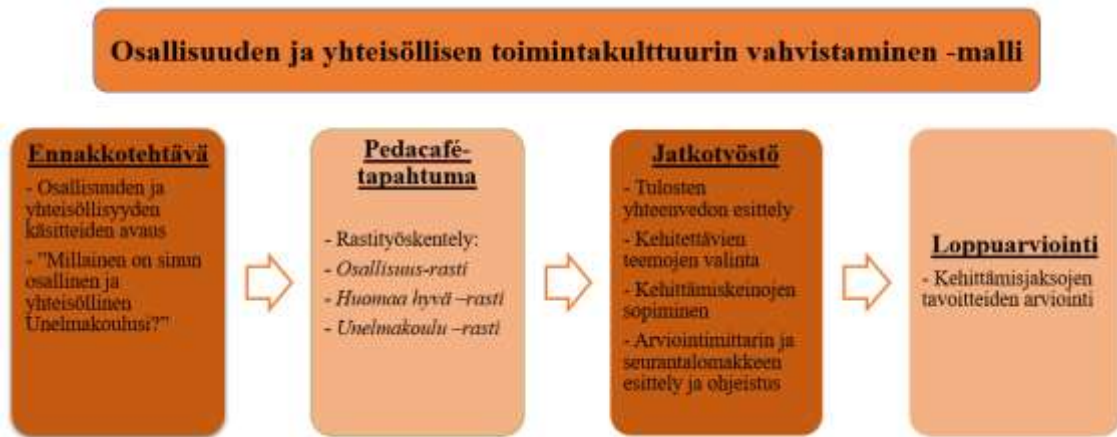 Osallisuuden ja yhteisöllisen toimintakulttuurin vahvistaminen -malli
Ennakkotehtävä
- Osallisuuden ja
yhteisöllisyyden
käsitteiden avaus
- "Millainen on sinun
osallinen ja
yhteisöllinen
Unelmakoulusi?"
Pedacafé-
tapahtuma
- Rastityöskentely:
- Osallisuus-rasti
- Huomaa hyvä –rasti
- Unelmakoulu –rasti
Jatkotyöstö
- Tulosten
yhteenvedon esittely
- Kehitettävien
teemojen valinta
- Kehittämiskeinojen
sopiminen
- Arviointimittarin ja
seurantalomakkeen
esittely ja ohjeistus
Loppuarviointi
- Kehittämisjaksojen
tavoitteiden arviointi